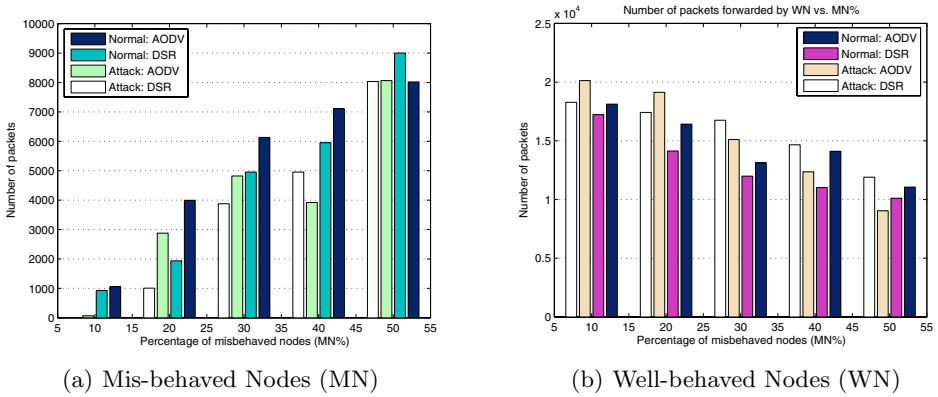 10000
9000
8000
7000
6000
5000
4000
3000
2000
1000
0
Number of packets
Normal: AODV
Normal: DSR
Attack: AODV
Attack: DSR
5 10 15 20 25 30 35 40 45 50 55
Percentage of misbehaved nodes (MN%)
(a) Mis-behaved Nodes (MN)
Number of packets forwarded by WN vs. MN%
x 10^4
2.5
2
1.5
1
0.5
0
Number of packets
Normal: AODV
Normal: DSR
Attack: AODV
Attack: DSR
5 10 15 20 25 30 35 40 45 50 55
Percentage of misbehaved nodes (MN%)
(b) Well-behaved Nodes (WN)